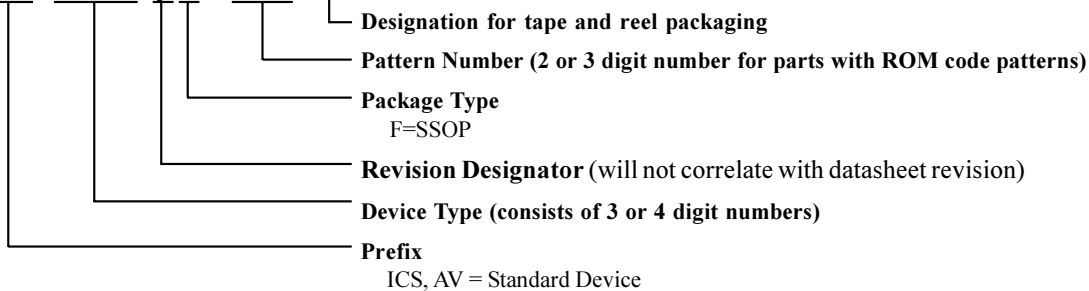 Designation for tape and reel packaging
Pattern Number (2 or 3 digit number for parts with ROM code patterns)
Package Type
F=SSOP
Revision Designator (will not correlate with datasheet revision)
Device Type (consists of 3 or 4 digit numbers)
Prefix
ICS, AV = Standard Device